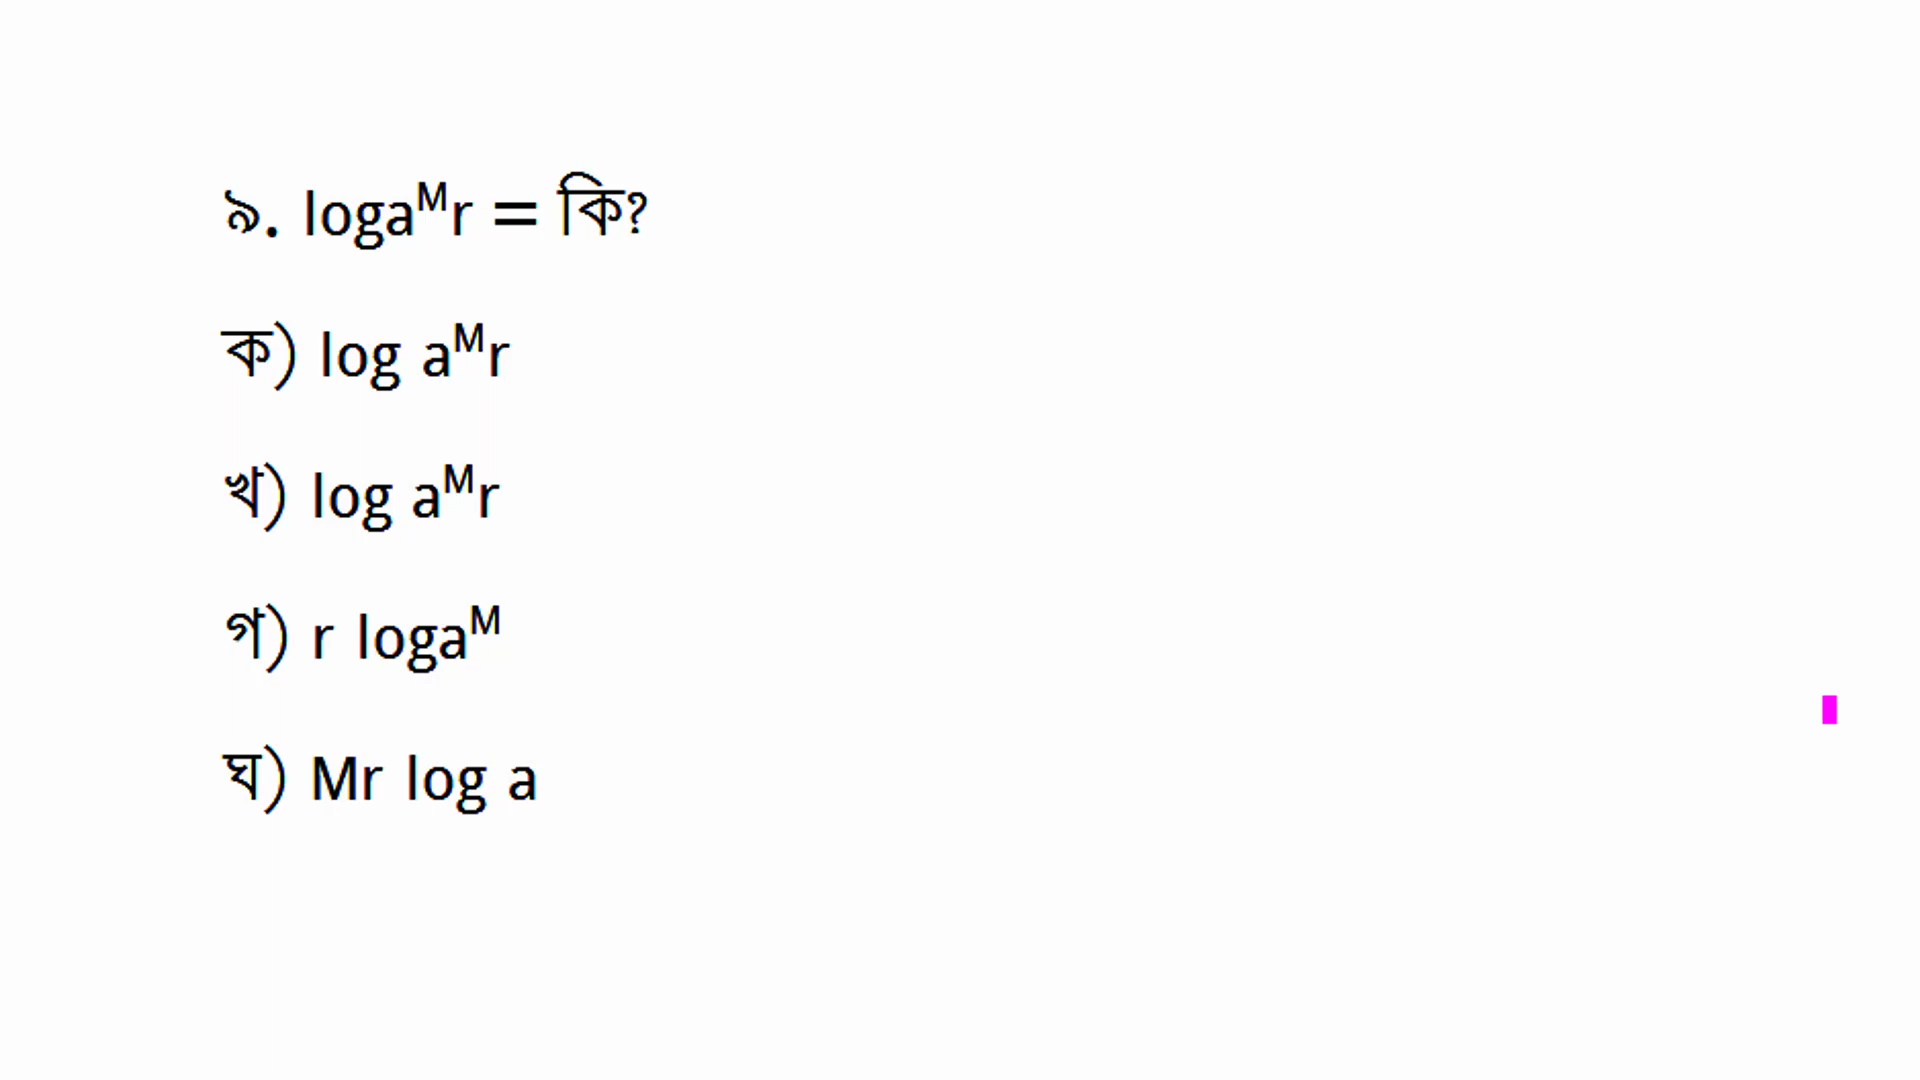 ৯. logaᴹr = কি?
ক) log aᴹr
খ) log aᴹr
গ) r logaᴹ
ঘ) Mr log a